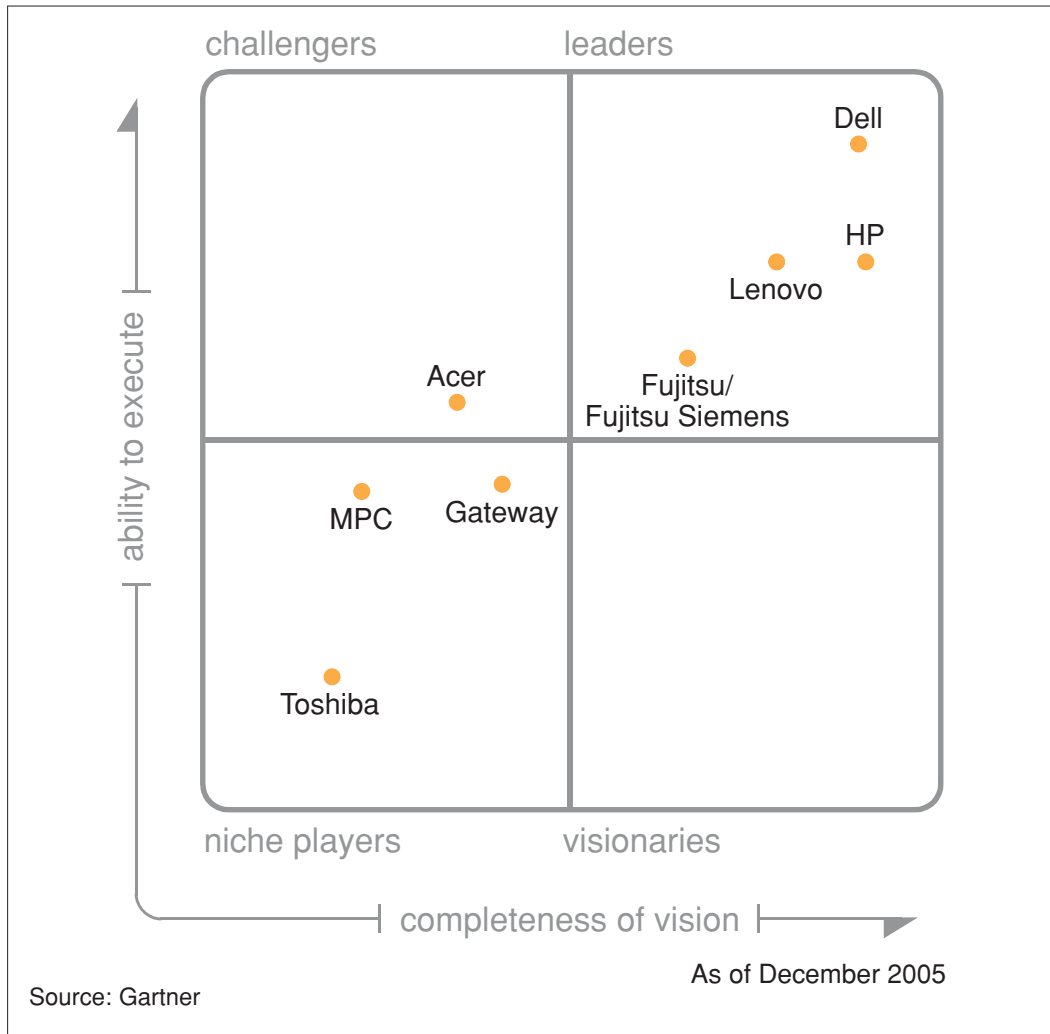 challengers
leaders
Dell
HP
Lenovo
Fujitsu/
Fujitsu Siemens
Acer
ability to execute
MPC
Gateway
Toshiba
niche players
visionaries
completeness of vision
As of December 2005
Source: Gartner